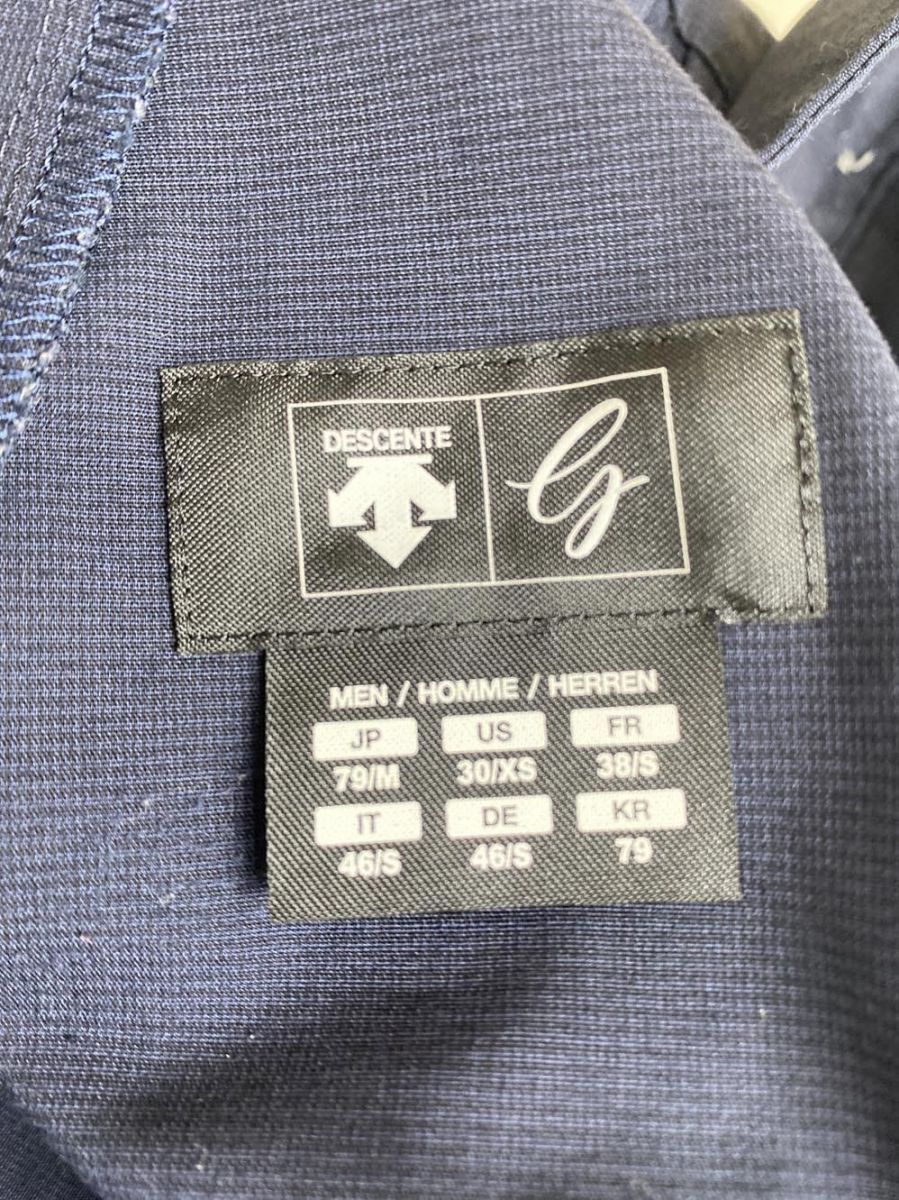 DESCENTE
G
MEN / HOMME / HERREN
JP US FR
79/M 30/XS 38/S
IT DE KR
46/S 46/S 79